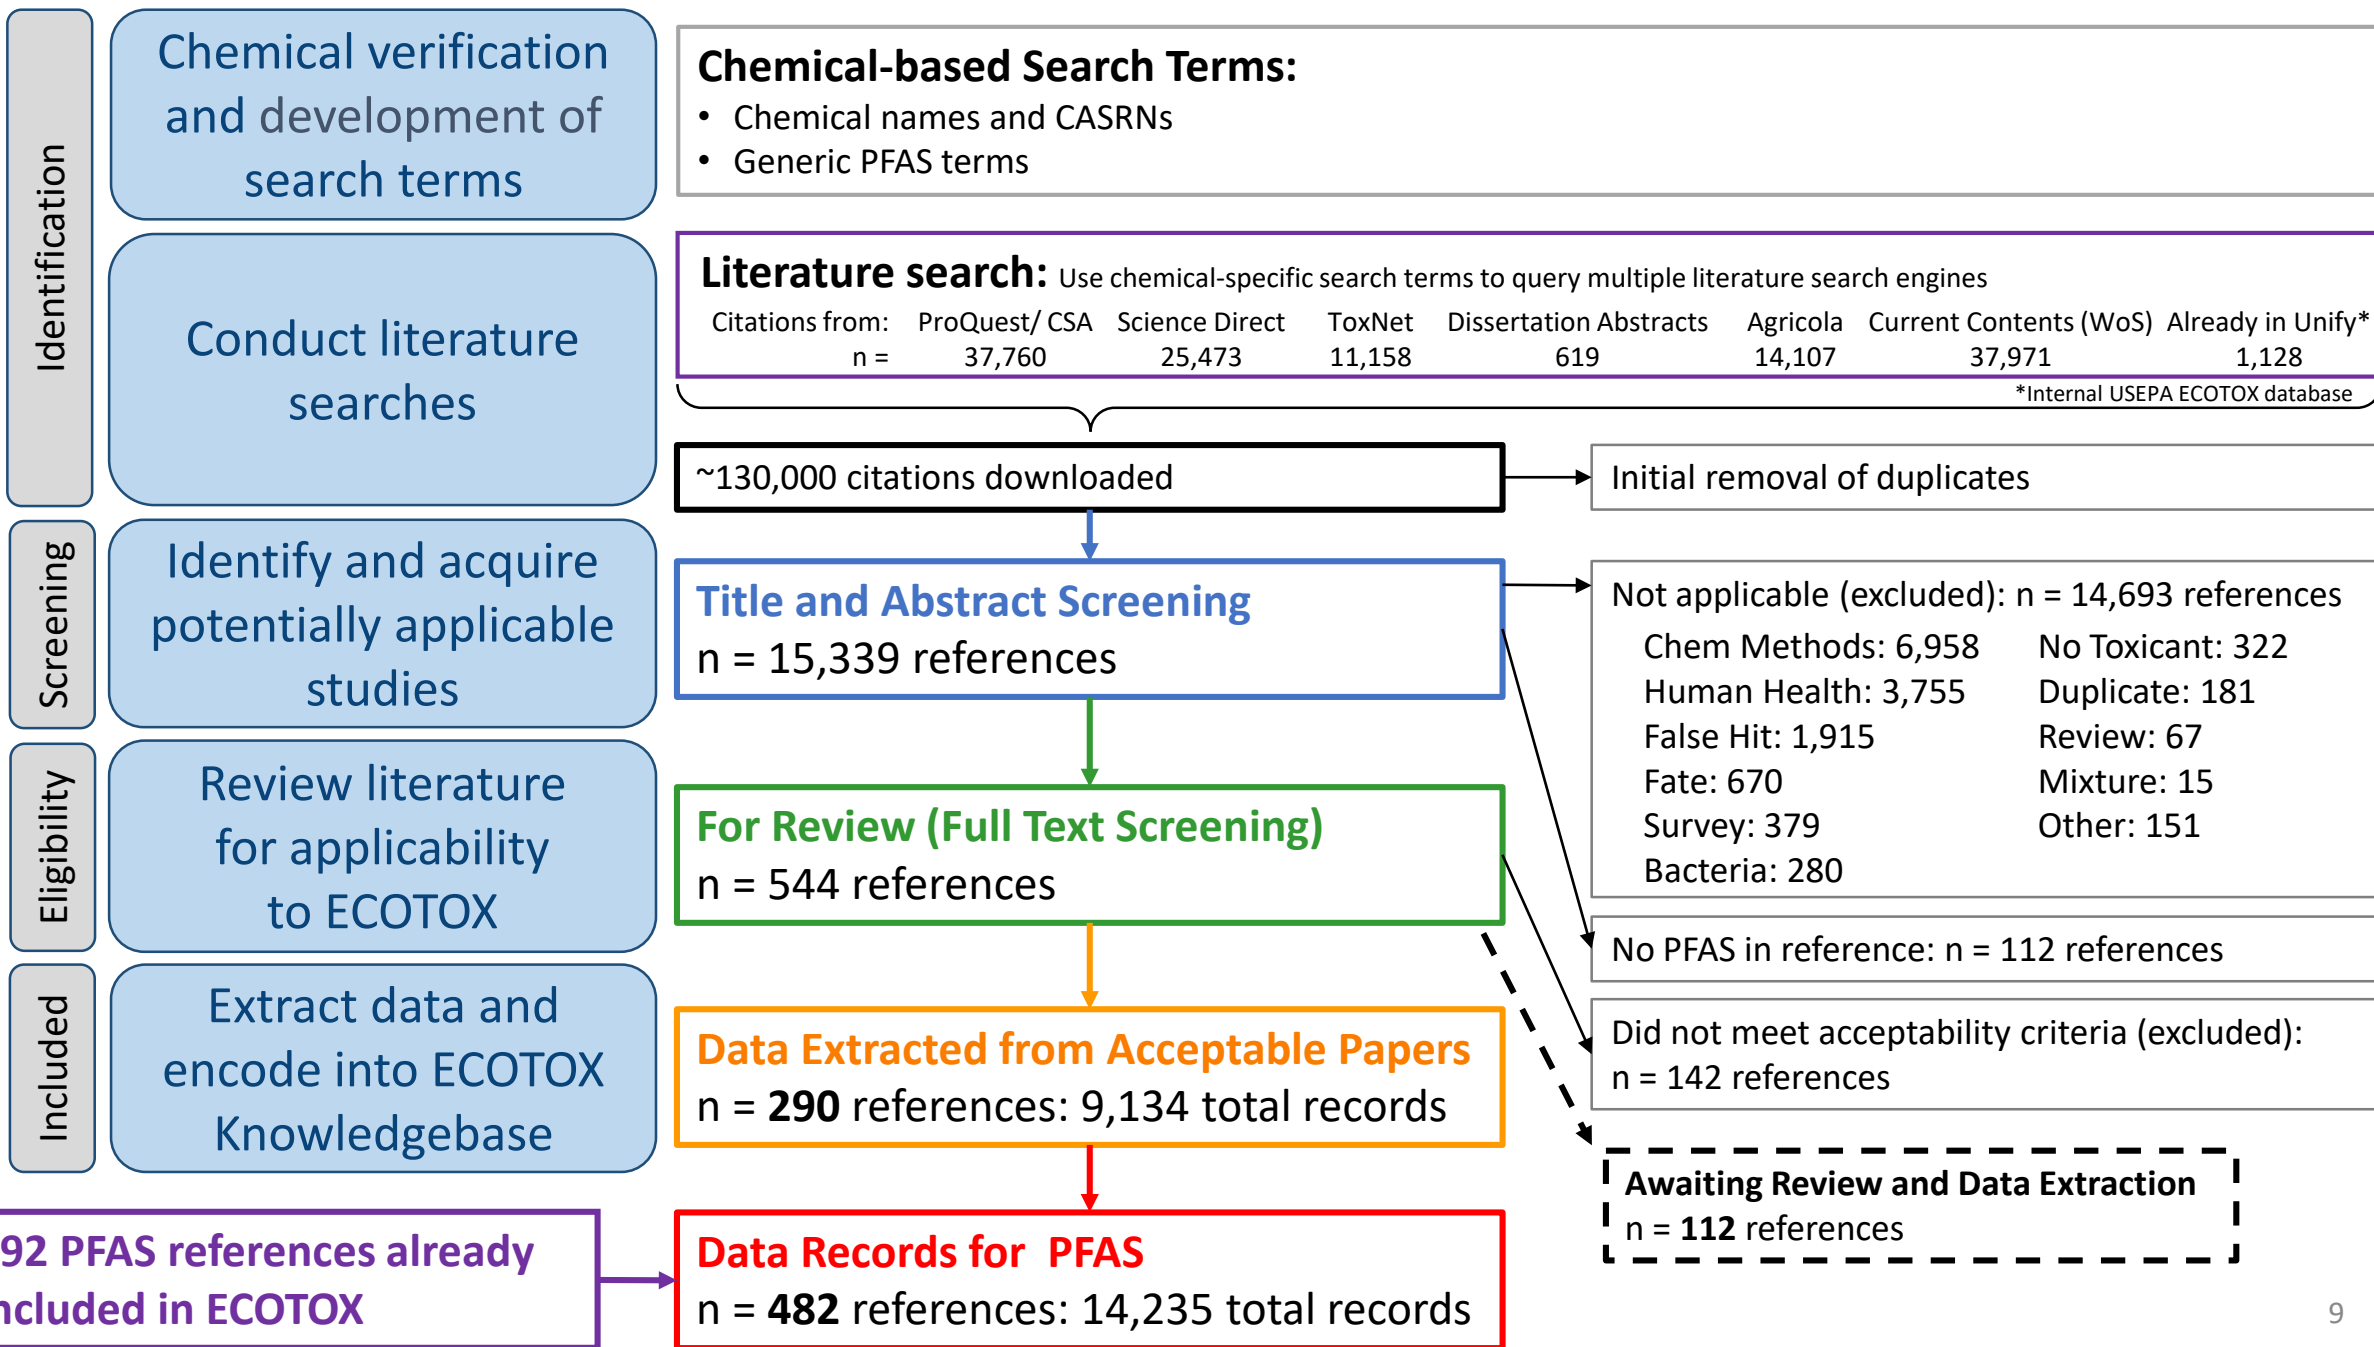 Identification
Chemical verification
and development of
search terms
Chemical-based Search Terms:
• Chemical names and CASRNs
• Generic PFAS terms
Conduct literature
searches
Literature search: Use chemical-specific search terms to query multiple literature search engines
Citations from: ProQuest/ CSA Science Direct ToxNet Dissertation Abstracts Agricola Current Contents (WoS) Already in Unify*
n = 37,760 25,473 11,158 619 14,107 37,971 1,128
*Internal USEPA ECOTOX database
~130,000 citations downloaded
Initial removal of duplicates
Screening
Identify and acquire
potentially applicable
studies
Title and Abstract Screening
n = 15,339 references
Not applicable (excluded): n = 14,693 references
Chem Methods: 6,958
Human Health: 3,755
False Hit: 1,915
Fate: 670
Survey: 379
Bacteria: 280
No Toxicant: 322
Duplicate: 181
Review: 67
Mixture: 15
Other: 151
Eligibility
Review literature
for applicability
to ECOTOX
For Review (Full Text Screening)
n = 544 references
No PFAS in reference: n = 112 references
Did not meet acceptability criteria (excluded):
n = 142 references
Included
Extract data and
encode into ECOTOX
Knowledgebase
Data Extracted from Acceptable Papers
n = 290 references: 9,134 total records
Awaiting Review and Data Extraction
n = 112 references
92 PFAS references already
ncluded in ECOTOX
Data Records for PFAS
n = 482 references: 14,235 total records
9